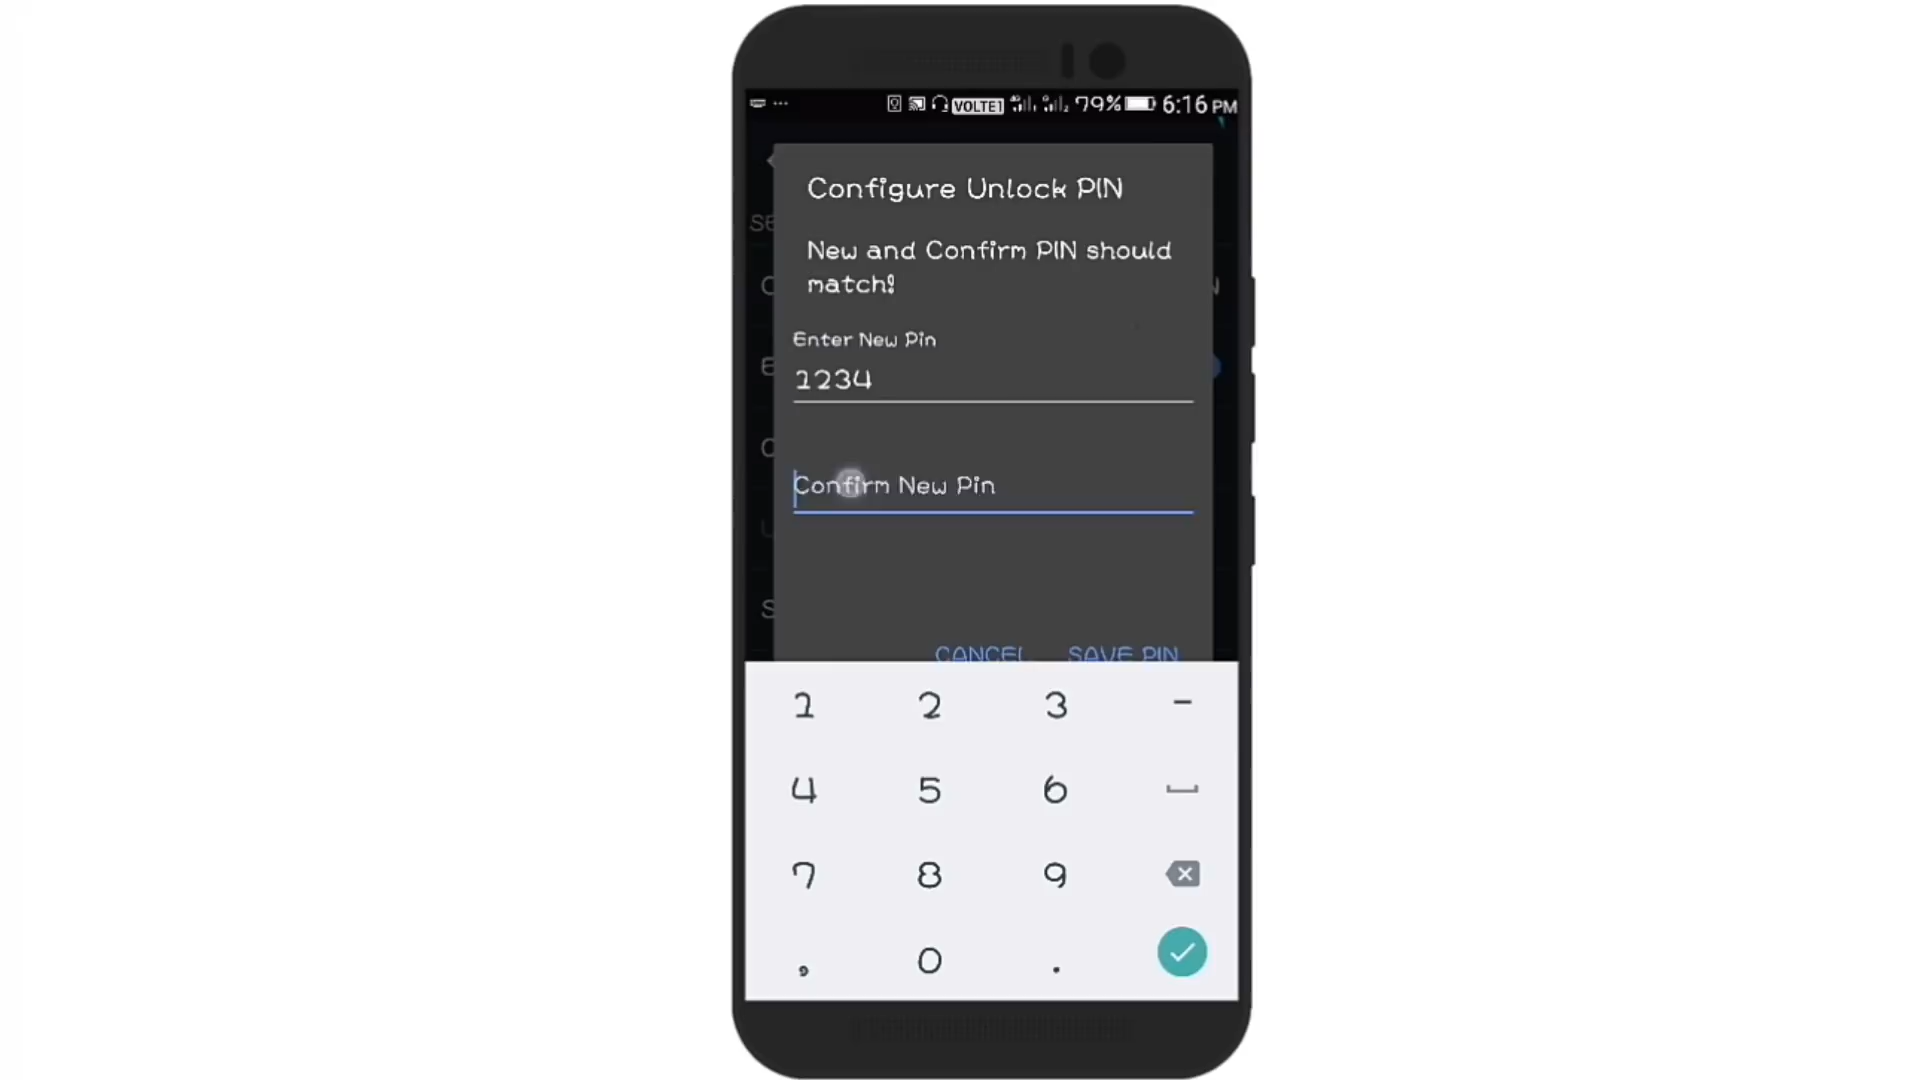 VOLTE1 79% 6:16 PM
Configure Unlock PIN
New and Confirm PIN should
match!
Enter New Pin
1234
Confirm New Pin
CANCEL SAVE PIN
1 2 3 -
4 5 6
7 8 9
, 0 .